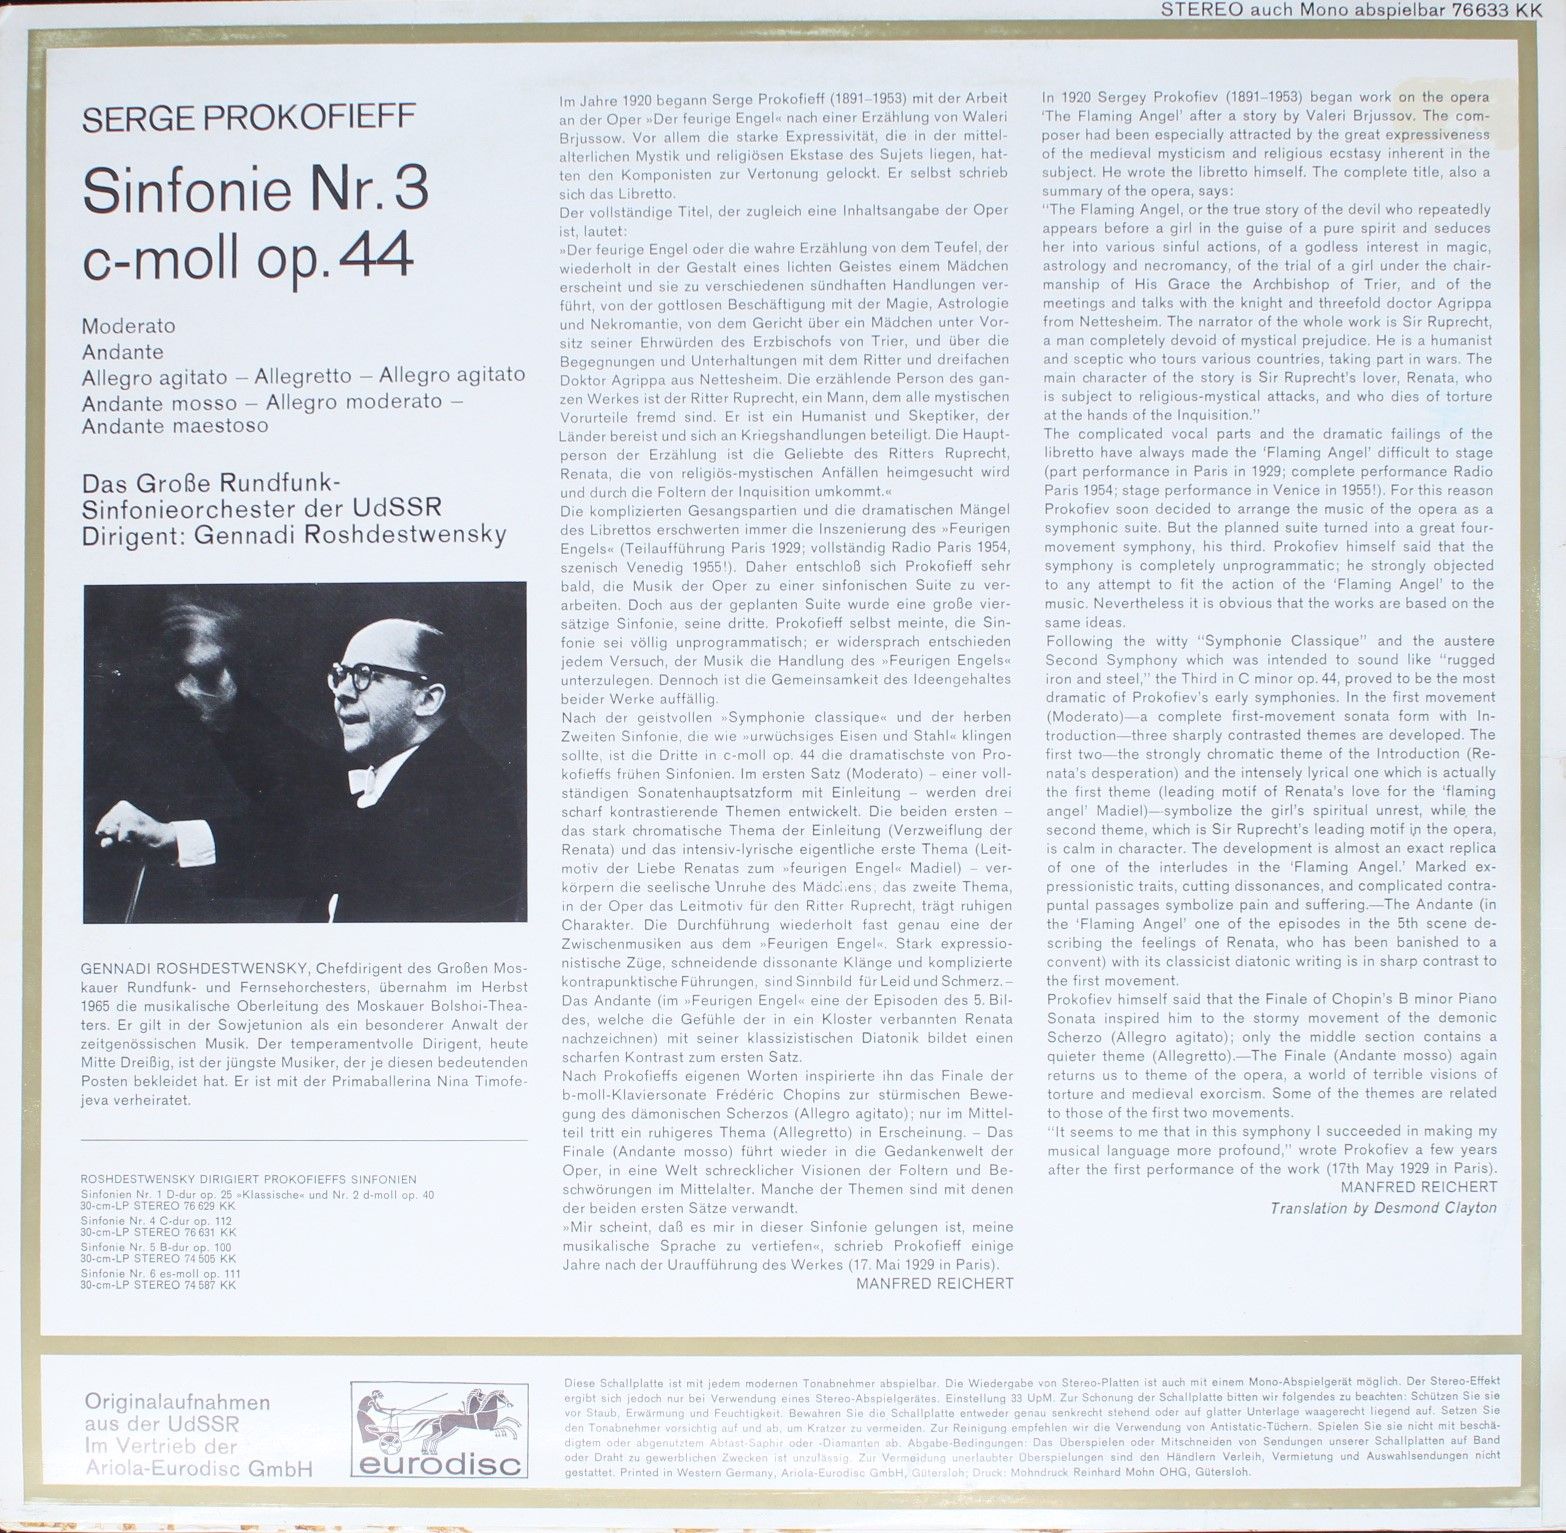 STEREO auch Mono abspielbar 76633 KK
SERGE PROKOFIEFF
Sinfonie Nr. 3
c-moll op. 44
Moderato
Andante
Allegro agitato – Allegretto – Allegro agitato
Andante mosso – Allegro moderato –
Andante maestoso
Das Große Rundfunk-
Sinfonieorchester der UdSSR
Dirigent: Gennadi Roshdestwensky
GENNADI ROSHDESTWENSKY, Chefdirigent des Großen Mos-
kauer Rundfunk- und Fernsehorchesters, übernahm im Herbst
1965 die musikalische Oberleitung des Moskauer Bolshoi-Thea-
ters. Er gilt in der Sowjetunion als ein besonderer Anwalt der
zeitgenössischen Musik. Der temperamentvolle Dirigent, heute
Mitte Dreißig, ist der jüngste Musiker, der je diesen bedeutenden
Posten bekleidet hat. Er ist mit der Primaballerina Nina Timofe-
jeva verheiratet.
ROSHDESTWENSKY DIRIGIERT PROKOFIEFFS SINFONIEN
Sinfonien Nr. 1 D-dur op. 25 »Klassische« und Nr. 2 d-moll op. 40
30-cm-LP STEREO 76 629 KK
Sinfonie Nr. 4 C-dur op. 112
30-cm-LP STEREO 76 631 KK
Sinfonie Nr. 5 B-dur op. 100
30-cm-LP STEREO 74 505 KK
Sinfonie Nr. 6 es-moll op. 111
30-cm-LP STEREO 74 587 KK
Im Jahre 1920 begann Serge Prokofieff (1891–1953) mit der Arbeit
an der Oper »Der feurige Engel« nach einer Erzählung von Waleri
Brjussow. Vor allem die starke Expressivität, die in der mittel-
alterlichen Mystik und religiösen Ekstase des Sujets liegen, hat-
ten den Komponisten zur Vertonung gelockt. Er selbst schrieb
sich das Libretto.
Der vollständige Titel, der zugleich eine Inhaltsangabe der Oper
ist, lautet:
»Der feurige Engel oder die wahre Erzählung von dem Teufel, der
wiederholt in der Gestalt eines lichten Geistes einem Mädchen
erscheint und sie zu verschiedenen sündhaften Handlungen ver-
führt, von der gottlosen Beschäftigung mit der Magie, Astrologie
und Nekromantie, von dem Gericht über ein Mädchen unter Vor-
sitz seiner Ehrwürden des Erzbischofs von Trier, und über die
Begegnungen und Unterhaltungen mit dem Ritter und dreifachen
Doktor Agrippa aus Nettesheim. Die erzählende Person des gan-
zen Werkes ist der Ritter Ruprecht, ein Mann, dem alle mystischen
Vorurteile fremd sind. Er ist ein Humanist und Skeptiker, der
Länder bereist und sich an Kriegshandlungen beteiligt. Die Haupt-
person der Erzählung ist die Geliebte des Ritters Ruprecht,
Renata, die von religiös-mystischen Anfällen heimgesucht wird
und durch die Foltern der Inquisition umkommt.«
Die komplizierten Gesangspartien und die dramatischen Mängel
des Librettos erschwerten immer die Inszenierung des »Feurigen
Engels« (Teilaufführung Paris 1929; vollständig Radio Paris 1954,
szenisch Venedig 1955!). Daher entschloß sich Prokofieff sehr
bald, die Musik der Oper zu einer sinfonischen Suite zu ver-
arbeiten. Doch aus der geplanten Suite wurde eine große vier-
sätzige Sinfonie, seine dritte. Prokofieff selbst meinte, die Sin-
fonie sei völlig unprogrammatisch; er widersprach entschieden
jedem Versuch, der Musik die Handlung des »Feurigen Engels«
unterzulegen. Dennoch ist die Gemeinsamkeit des Ideengehaltes
beider Werke auffällig.
Nach der geistvollen »Symphonie classique« und der herben
Zweiten Sinfonie, die wie »urwüchsiges Eisen und Stahl« klingen
sollte, ist die Dritte in c-moll op. 44 die dramatischste von Pro-
kofieffs frühen Sinfonien. Im ersten Satz (Moderato) – einer voll-
ständigen Sonatenhauptsatzform mit Einleitung – werden drei
scharf kontrastierende Themen entwickelt. Die beiden ersten –
das stark chromatische Thema der Einleitung (Verzweiflung der
Renata) und das intensiv-lyrische eigentliche erste Thema (Leit-
motiv der Liebe Renatas zum »feurigen Engel« Madiel) – ver-
körpern die seelische Unruhe des Mädchens; das zweite Thema,
in der Oper das Leitmotiv für den Ritter Ruprecht, trägt ruhigen
Charakter. Die Durchführung wiederholt fast genau eine der
Zwischenmusiken aus dem »Feurigen Engel«. Stark expressio-
nistische Züge, schneidende dissonante Klänge und komplizierte
kontrapunktische Führungen, sind Sinnbild für Leid und Schmerz. –
Das Andante (im »Feurigen Engel« eine der Episoden des 5. Bil-
des, welche die Gefühle der in ein Kloster verbannten Renata
nachzeichnen) mit seiner klassizistischen Diatonik bildet einen
scharfen Kontrast zum ersten Satz.
Nach Prokofieffs eigenen Worten inspirierte ihn das Finale der
b-moll-Klaviersonate Frédéric Chopins zur stürmischen Bewe-
gung des dämonischen Scherzos (Allegro agitato); nur im Mittel-
teil tritt ein ruhigeres Thema (Allegretto) in Erscheinung. – Das
Finale (Andante mosso) führt wieder in die Gedankenwelt der
Oper, in eine Welt schrecklicher Visionen der Foltern und Be-
schwörungen im Mittelalter. Manche der Themen sind mit denen
der beiden ersten Sätze verwandt.
»Mir scheint, daß es mir in dieser Sinfonie gelungen ist, meine
musikalische Sprache zu vertiefen«, schrieb Prokofieff einige
Jahre nach der Uraufführung des Werkes (17. Mai 1929 in Paris).
MANFRED REICHERT
In 1920 Sergey Prokofiev (1891–1953) began work on the opera
'The Flaming Angel' after a story by Valeri Brjussov. The com-
poser had been especially attracted by the great expressiveness
of the medieval mysticism and religious ecstasy inherent in the
subject. He wrote the libretto himself. The complete title, also a
summary of the opera, says:
"The Flaming Angel, or the true story of the devil who repeatedly
appears before a girl in the guise of a pure spirit and seduces
her into various sinful actions, of a godless interest in magic,
astrology and necromancy, of the trial of a girl under the chair-
manship of His Grace the Archbishop of Trier, and of the
meetings and talks with the knight and threefold doctor Agrippa
from Nettesheim. The narrator of the whole work is Sir Ruprecht,
a man completely devoid of mystical prejudice. He is a humanist
and sceptic who tours various countries, taking part in wars. The
main character of the story is Sir Ruprecht's lover, Renata, who
is subject to religious-mystical attacks, and who dies of torture
at the hands of the Inquisition."
The complicated vocal parts and the dramatic failings of the
libretto have always made the 'Flaming Angel' difficult to stage
(part performance in Paris in 1929; complete performance Radio
Paris 1954; stage performance in Venice in 1955!). For this reason
Prokofiev soon decided to arrange the music of the opera as a
symphonic suite. But the planned suite turned into a great four-
movement symphony, his third. Prokofiev himself said that the
symphony is completely unprogrammatic; he strongly objected
to any attempt to fit the action of the 'Flaming Angel' to the
music. Nevertheless it is obvious that the works are based on the
same ideas.
Following the witty "Symphonie Classique" and the austere
Second Symphony which was intended to sound like "rugged
iron and steel," the Third in C minor op. 44, proved to be the most
dramatic of Prokofiev's early symphonies. In the first movement
(Moderato)—a complete first-movement sonata form with In-
troduction—three sharply contrasted themes are developed. The
first two—the strongly chromatic theme of the Introduction (Re-
nata's desperation) and the intensely lyrical one which is actually
the first theme (leading motif of Renata's love for the 'flaming
angel' Madiel)—symbolize the girl's spiritual unrest, while the
second theme, which is Sir Ruprecht's leading motif in the opera,
is calm in character. The development is almost an exact replica
of one of the interludes in the 'Flaming Angel.' Marked ex-
pressionistic traits, cutting dissonances, and complicated contra-
puntal passages symbolize pain and suffering.—The Andante (in
the 'Flaming Angel' one of the episodes in the 5th scene de-
scribing the feelings of Renata, who has been banished to a
convent) with its classicist diatonic writing is in sharp contrast to
the first movement.
Prokofiev himself said that the Finale of Chopin's B minor Piano
Sonata inspired him to the stormy movement of the demonic
Scherzo (Allegro agitato); only the middle section contains a
quieter theme (Allegretto).—The Finale (Andante mosso) again
returns us to theme of the opera, a world of terrible visions of
torture and medieval exorcism. Some of the themes are related
to those of the first two movements.
"It seems to me that in this symphony I succeeded in making my
musical language more profound," wrote Prokofiev a few years
after the first performance of the work (17th May 1929 in Paris).
MANFRED REICHERT
Translation by Desmond Clayton
Originalaufnahmen
aus der UdSSR
Im Vertrieb der
Ariola-Eurodisc GmbH
eurodisc
Diese Schallplatte ist mit jedem modernen Tonabnehmer abspielbar. Die Wiedergabe von Stereo-Platten ist auch mit einem Mono-Abspielgerät möglich. Der Stereo-Effekt
ergibt sich jedoch nur bei Verwendung eines Stereo-Abspielgerätes. Einstellung 33 UpM. Zur Schonung der Schallplatte bitten wir folgendes zu beachten: Schützen Sie sie
vor Staub, Erwärmung und Feuchtigkeit. Bewahren Sie die Schallplatte entweder genau senkrecht stehend oder auf glatter Unterlage waagerecht liegend auf. Setzen Sie
den Tonabnehmer vorsichtig auf und ab, um Kratzer zu vermeiden. Zur Reinigung empfehlen wir die Verwendung von Antistatic-Tüchern. Spielen Sie sie nicht mit beschä-
digtem oder abgenutztem Abtast-Saphir oder -Diamanten ab. Abgabe-Bedingungen: Das Überspielen oder Mitschneiden von Sendungen unserer Schallplatten auf Band
oder Draht zu gewerblichen Zwecken ist unzulässig. Zur Vermeidung unerlaubter Überspielungen sind den Händlern Verleih, Vermietung und Auswahlsendungen nicht
gestattet. Printed in Western Germany, Ariola-Eurodisc GmbH, Gütersloh; Druck: Mohndruck Reinhard Mohn OHG, Gütersloh.